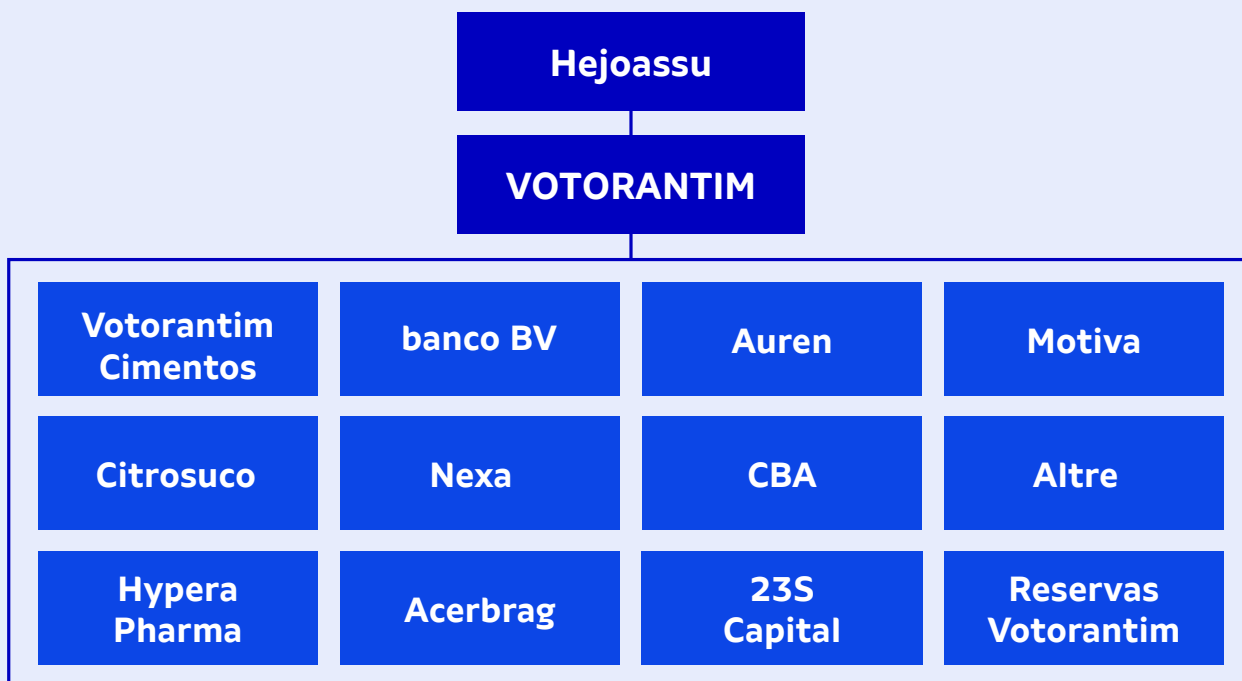 Hejoassu
VOTORANTIM
Votorantim
Cimentos
banco BV
Auren
Motiva
Citrosuco
Nexa
CBA
Altre
Hypera
Pharma
Acerbrag
23S
Capital
Reservas
Votorantim